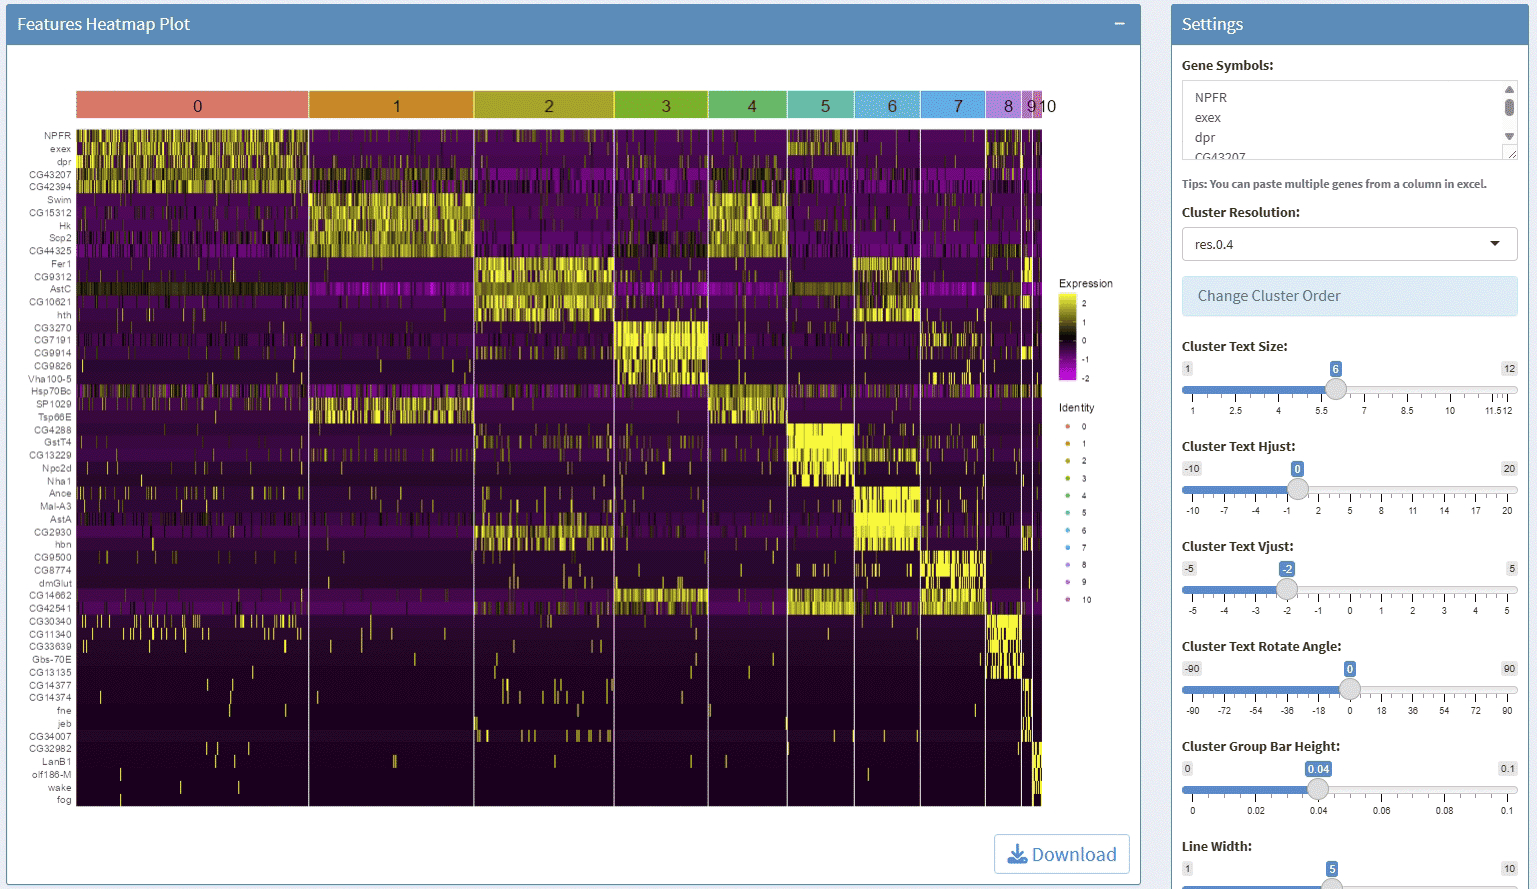 Features Heatmap Plot
–
0 1 2 3 4 5 6 7 8 9 10
NPFR
exex
dpr
CG43207
CG42394
Swim
CG15312
Hk
Scp2
CG44325
Fer1
CG9312
AstC
CG10621
hth
CG3270
CG7191
CG9914
CG9826
Vha100-5
Hsp70Bc
SP1029
Tsp66E
CG4288
GstT4
CG13229
Npc2d
Nha1
Ance
Mal-A3
AstA
CG2930
hbn
CG9500
CG8774
dmGlut
CG14662
CG42541
CG30340
CG11340
CG33639
Gbs-70E
CG13135
CG14377
CG14374
fne
jeb
CG34007
CG32982
LanB1
olf186-M
wake
fog
Expression
2
1
0
-1
-2
Identity
0
1
2
3
4
5
6
7
8
9
10
Download
Settings
Gene Symbols:
NPFR
exex
dpr
CG43207
Tips: You can paste multiple genes from a column in excel.
Cluster Resolution:
res.0.4
Change Cluster Order
Cluster Text Size:
1 6 12
1 2.5 4 5.5 7 8.5 10 11.5 12
Cluster Text Hjust:
-10 0 20
-10 -7 -4 -1 2 5 8 11 14 17 20
Cluster Text Vjust:
-5 -2 5
-5 -4 -3 -2 -1 0 1 2 3 4 5
Cluster Text Rotate Angle:
-90 0 90
-90 -72 -54 -36 -18 0 18 36 54 72 90
Cluster Group Bar Height:
0 0.04 0.1
0 0.02 0.04 0.06 0.08 0.1
Line Width:
1 5 10